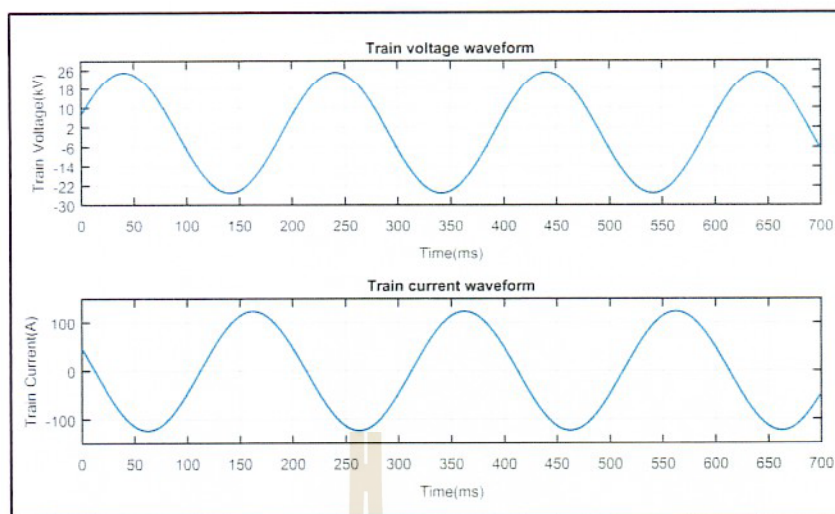 Train voltage waveform
Train Voltage(kV)
26
18
10
2
-6
-14
-22
-30
0 50 100 150 200 250 300 350 400 450 500 550 600 650 700
Time(ms)
Train current waveform
Train Current(A)
100
0
-100
0 50 100 150 200 250 300 350 400 450 500 550 600 650 700
Time(ms)